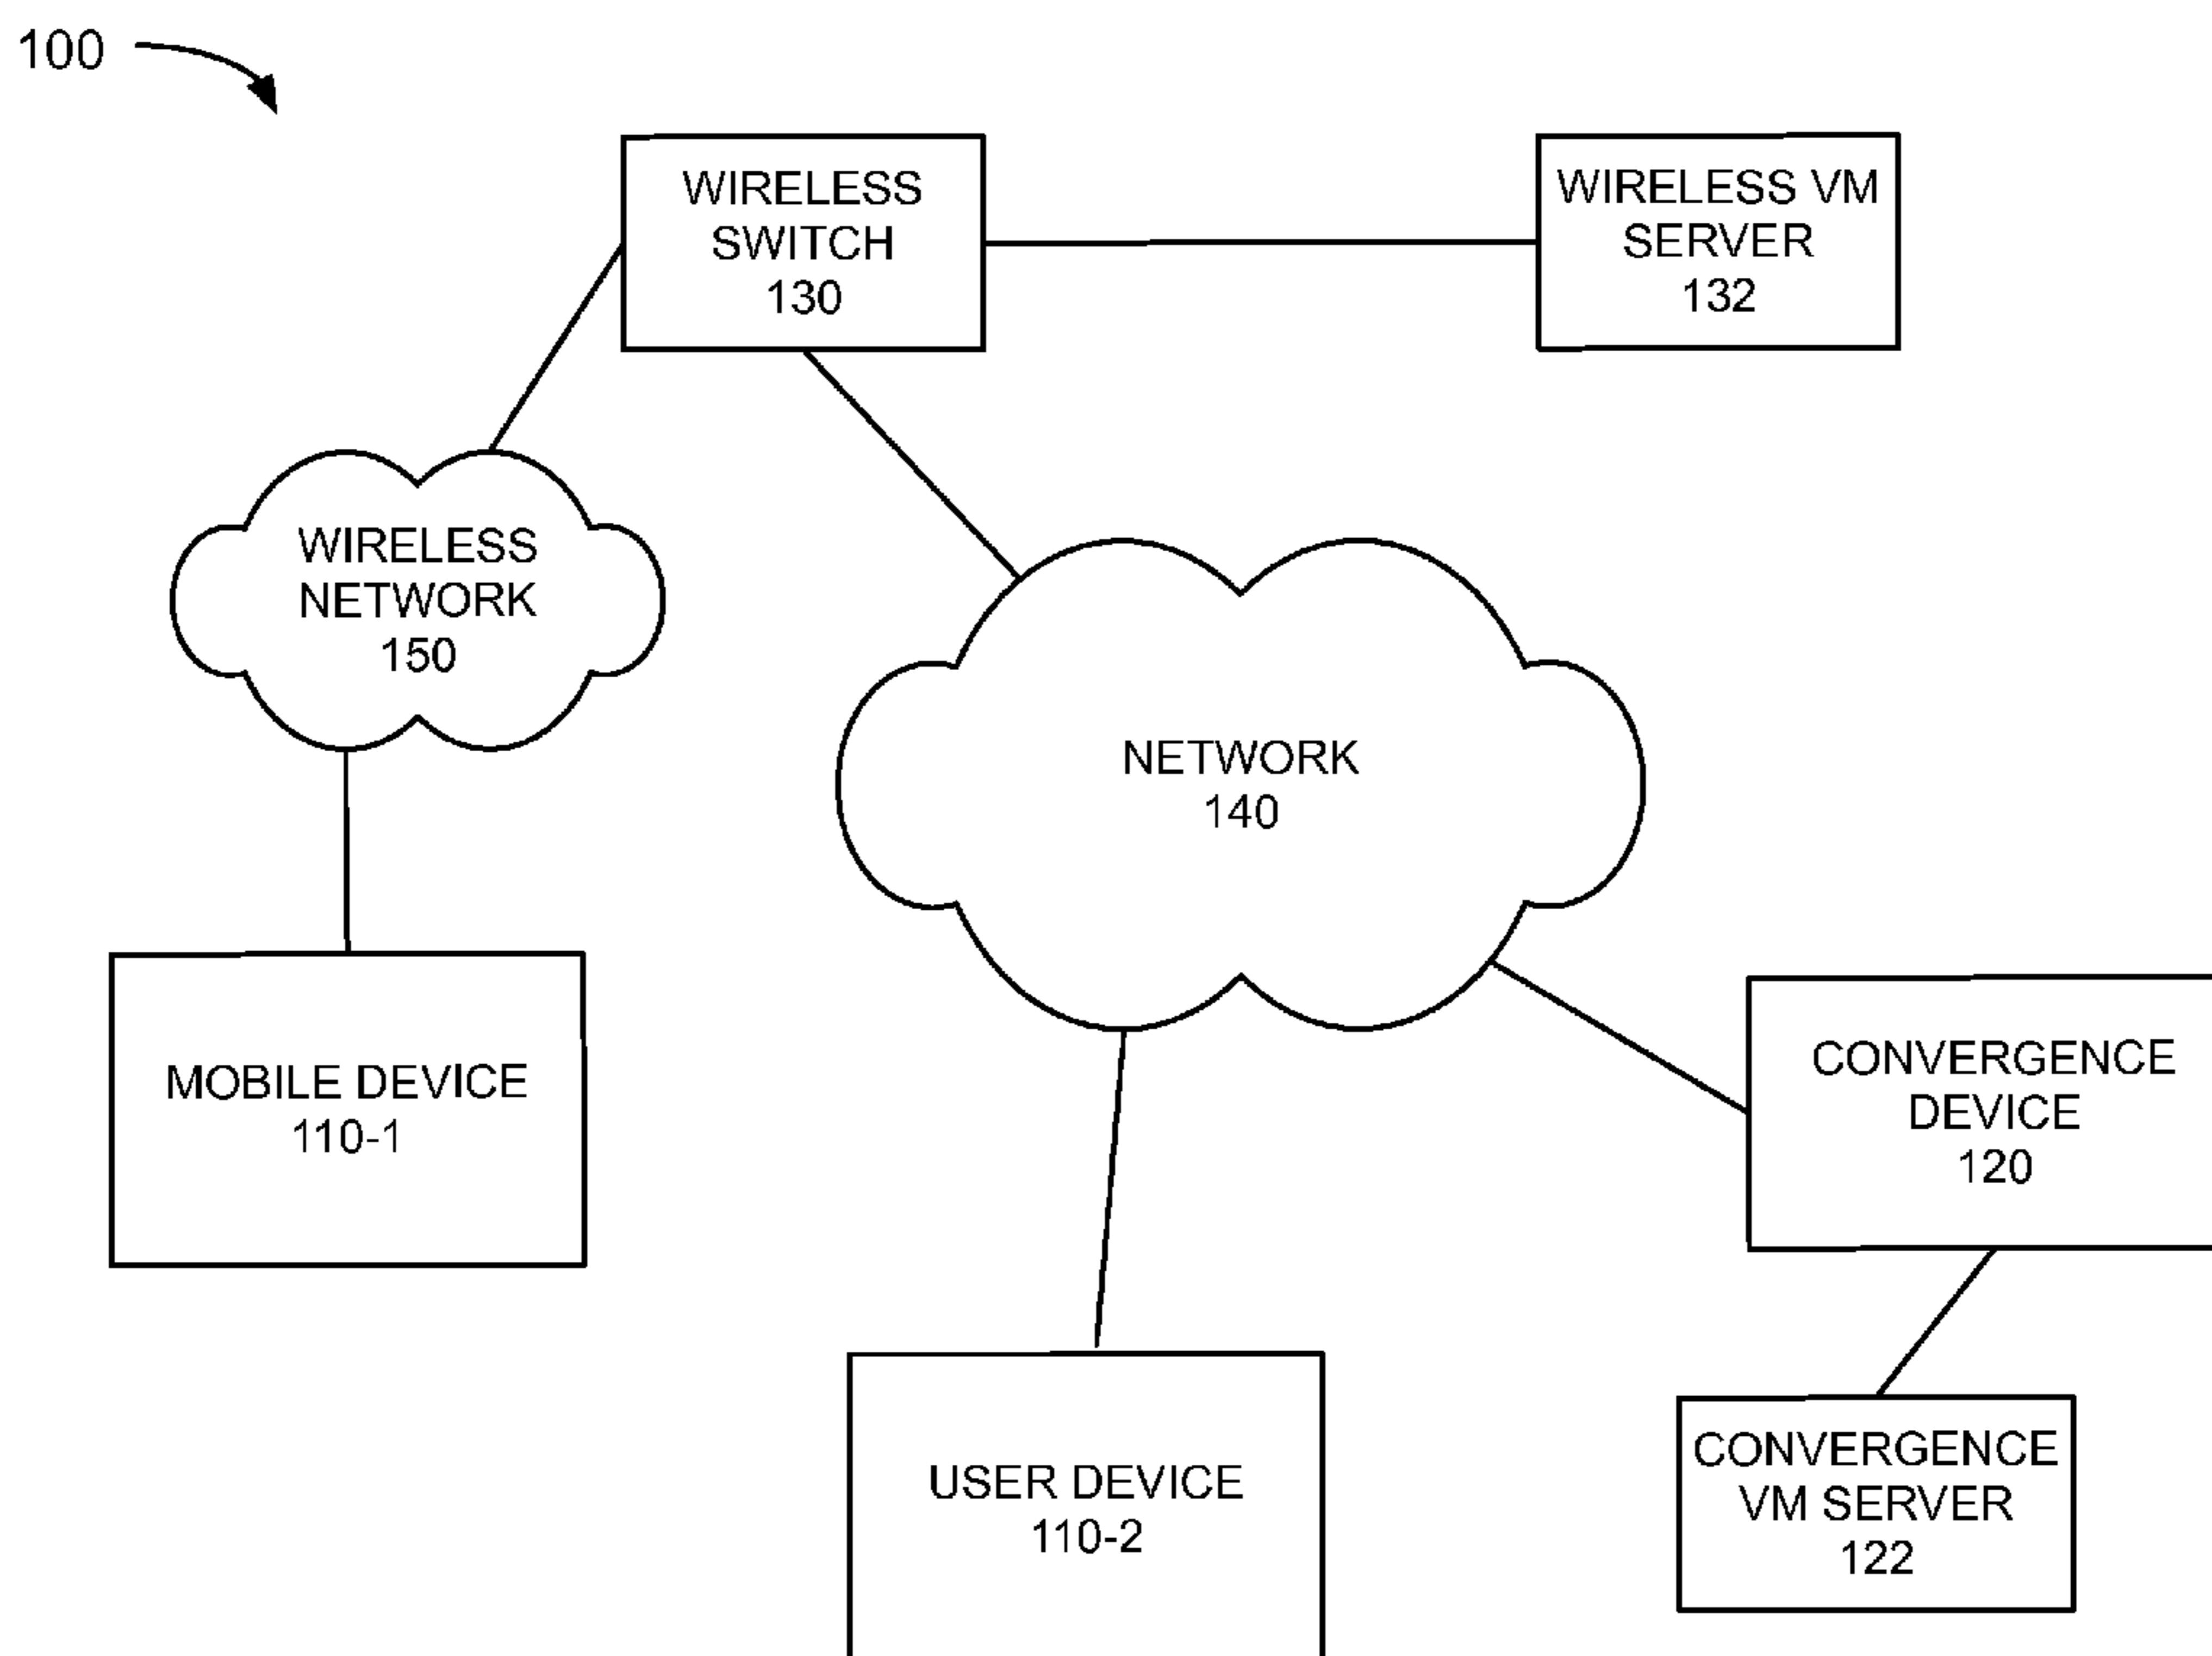 100
WIRELESS
SWITCH
130
WIRELESS VM
SERVER
132
WIRELESS
NETWORK
150
NETWORK
140
MOBILE DEVICE
110-1
CONVERGENCE
DEVICE
120
USER DEVICE
110-2
CONVERGENCE
VM SERVER
122